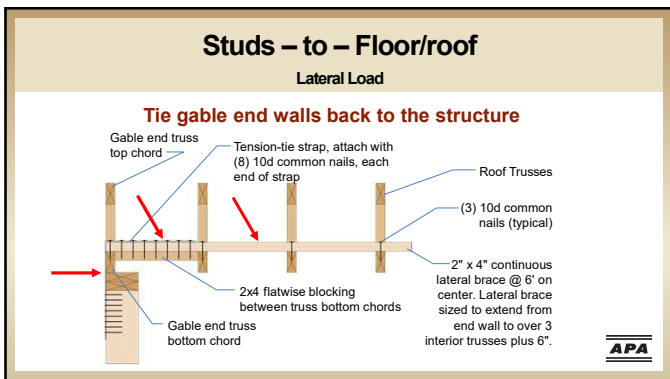 Studs – to – Floor/roof
Lateral Load
Tie gable end walls back to the structure
Gable end truss
top chord
Tension-tie strap, attach with
(8) 10d common nails, each
end of strap
Roof Trusses
(3) 10d common
nails (typical)
2" x 4" continuous
lateral brace @ 6' on
center. Lateral brace
sized to extend from
end wall to over 3
interior trusses plus 6".
2x4 flatwise blocking
between truss bottom chords
Gable end truss
bottom chord
APA